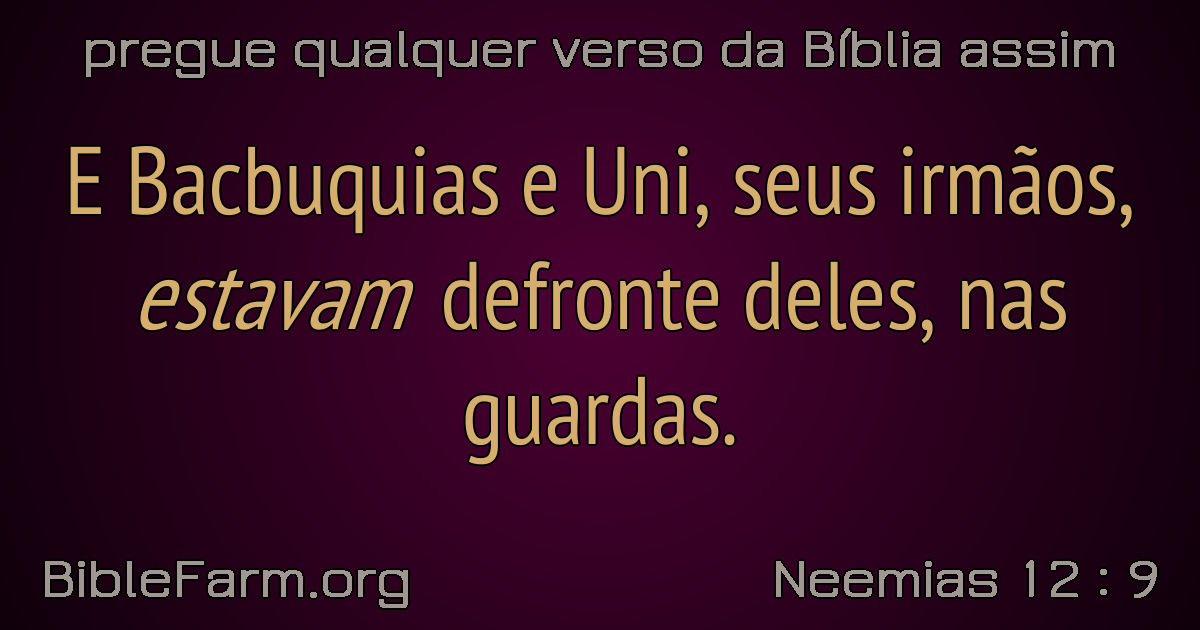 pregue qualquer verso da Bíblia assim
E Bacbuquias e Uni, seus irmãos,
estavam defronte deles, nas
guardas.
BibleFarm.org
Neemias 12 : 9